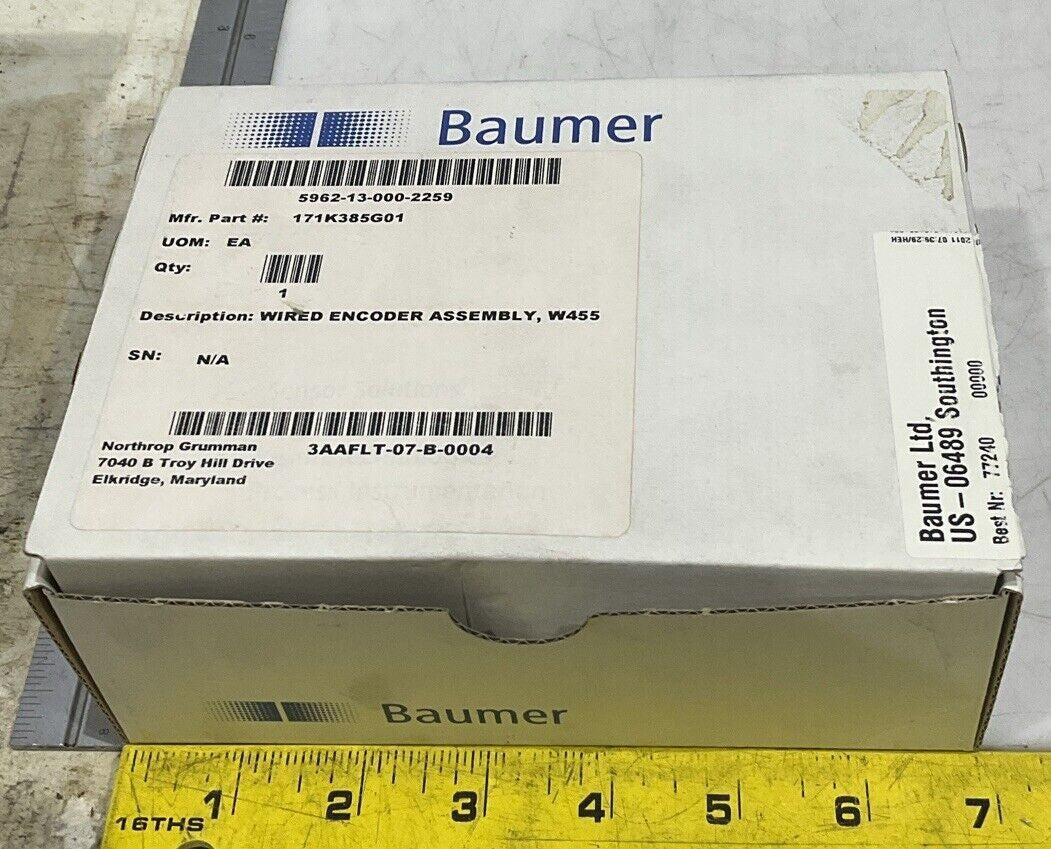 Baumer
5962-13-000-2259
Mfr. Part #: 171K385G01
UOM: EA
Qty:
1
Description: WIRED ENCODER ASSEMBLY, W455
SN: N/A
Northrop Grumman 3AAFLT-07-B-0004
7040 B Troy Hill Drive
Elkridge, Maryland
Baumer Ltd,
US – 06489 Southington
Best Nr: 77240 00000
Baumer
1 2 3 4 5 6 7
16THS